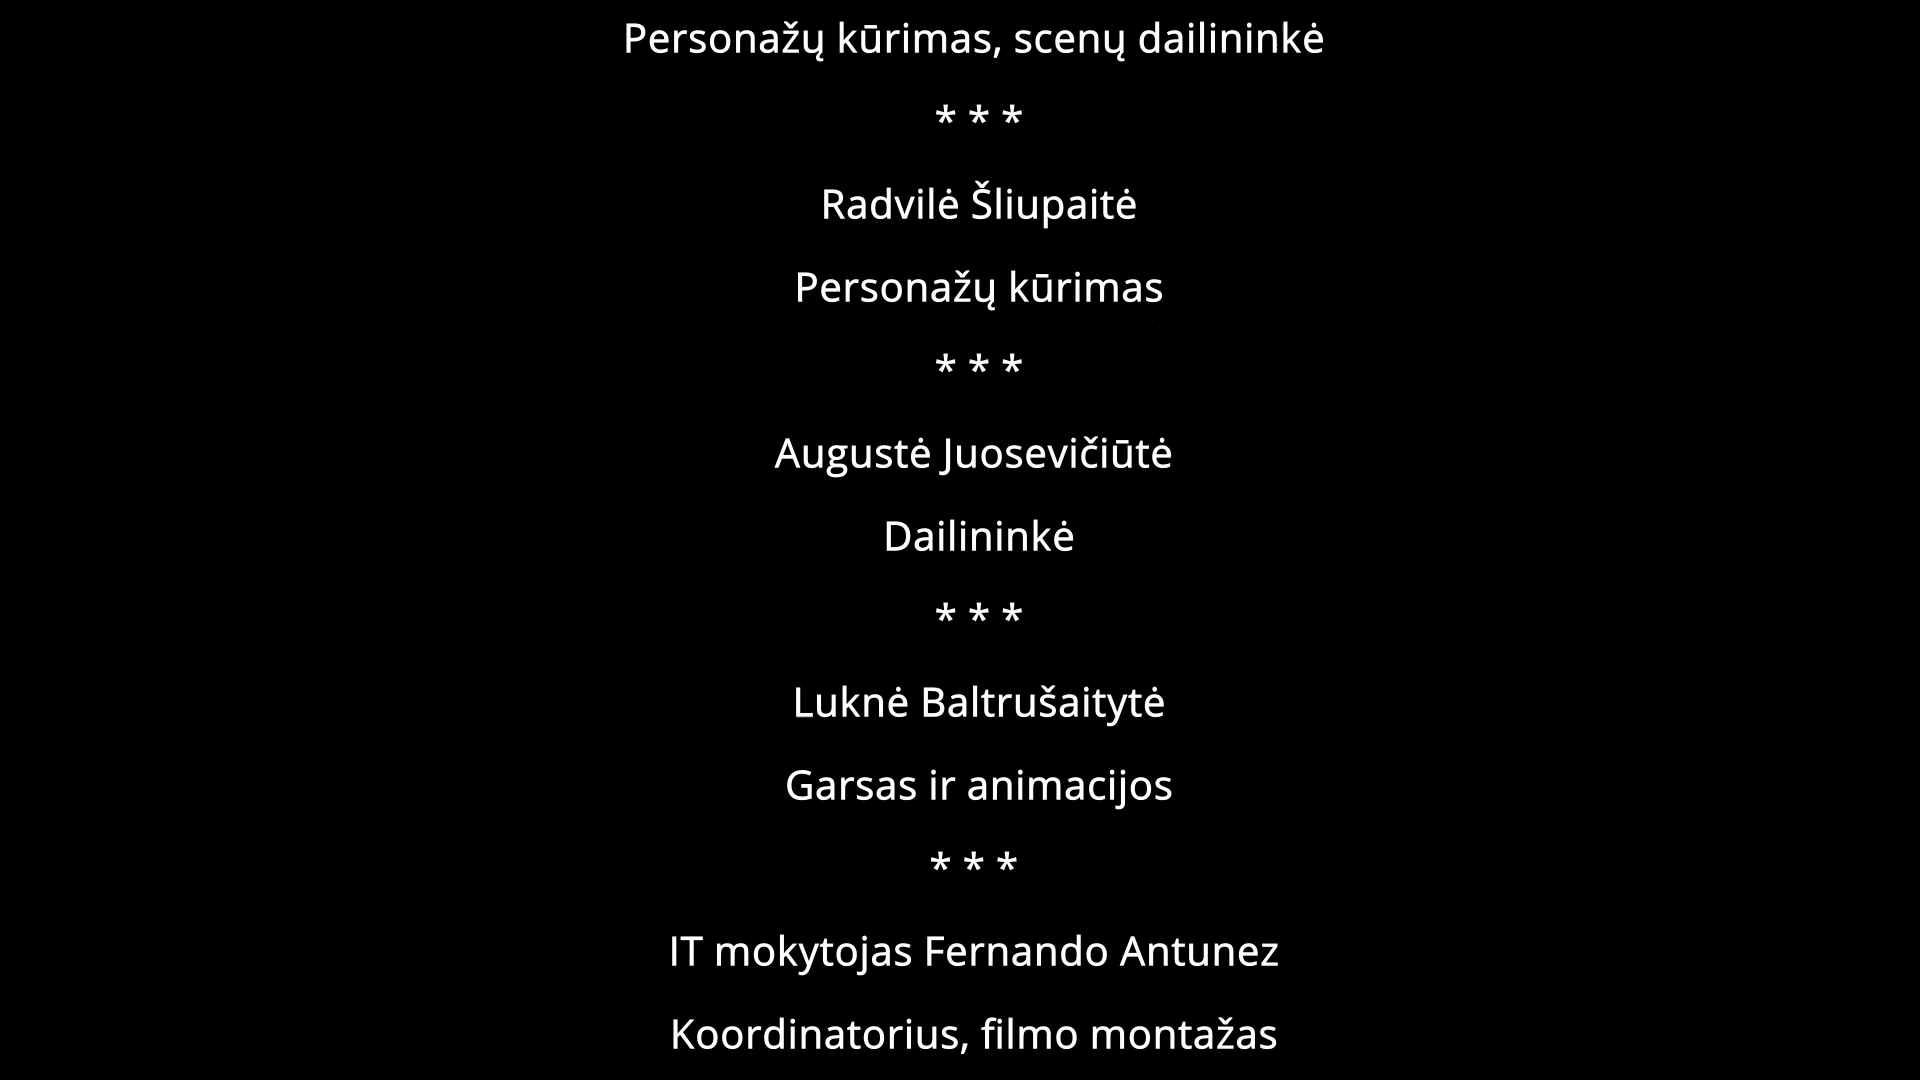 Personažų kūrimas, scenų dailininkė
* * *
Radvilė Šliupaitė
Personažų kūrimas
* * *
Augustė Juosevičiūtė
Dailininkė
* * *
Luknė Baltrušaitytė
Garsas ir animacijos
* * *
IT mokytojas Fernando Antunez
Koordinatorius, filmo montažas